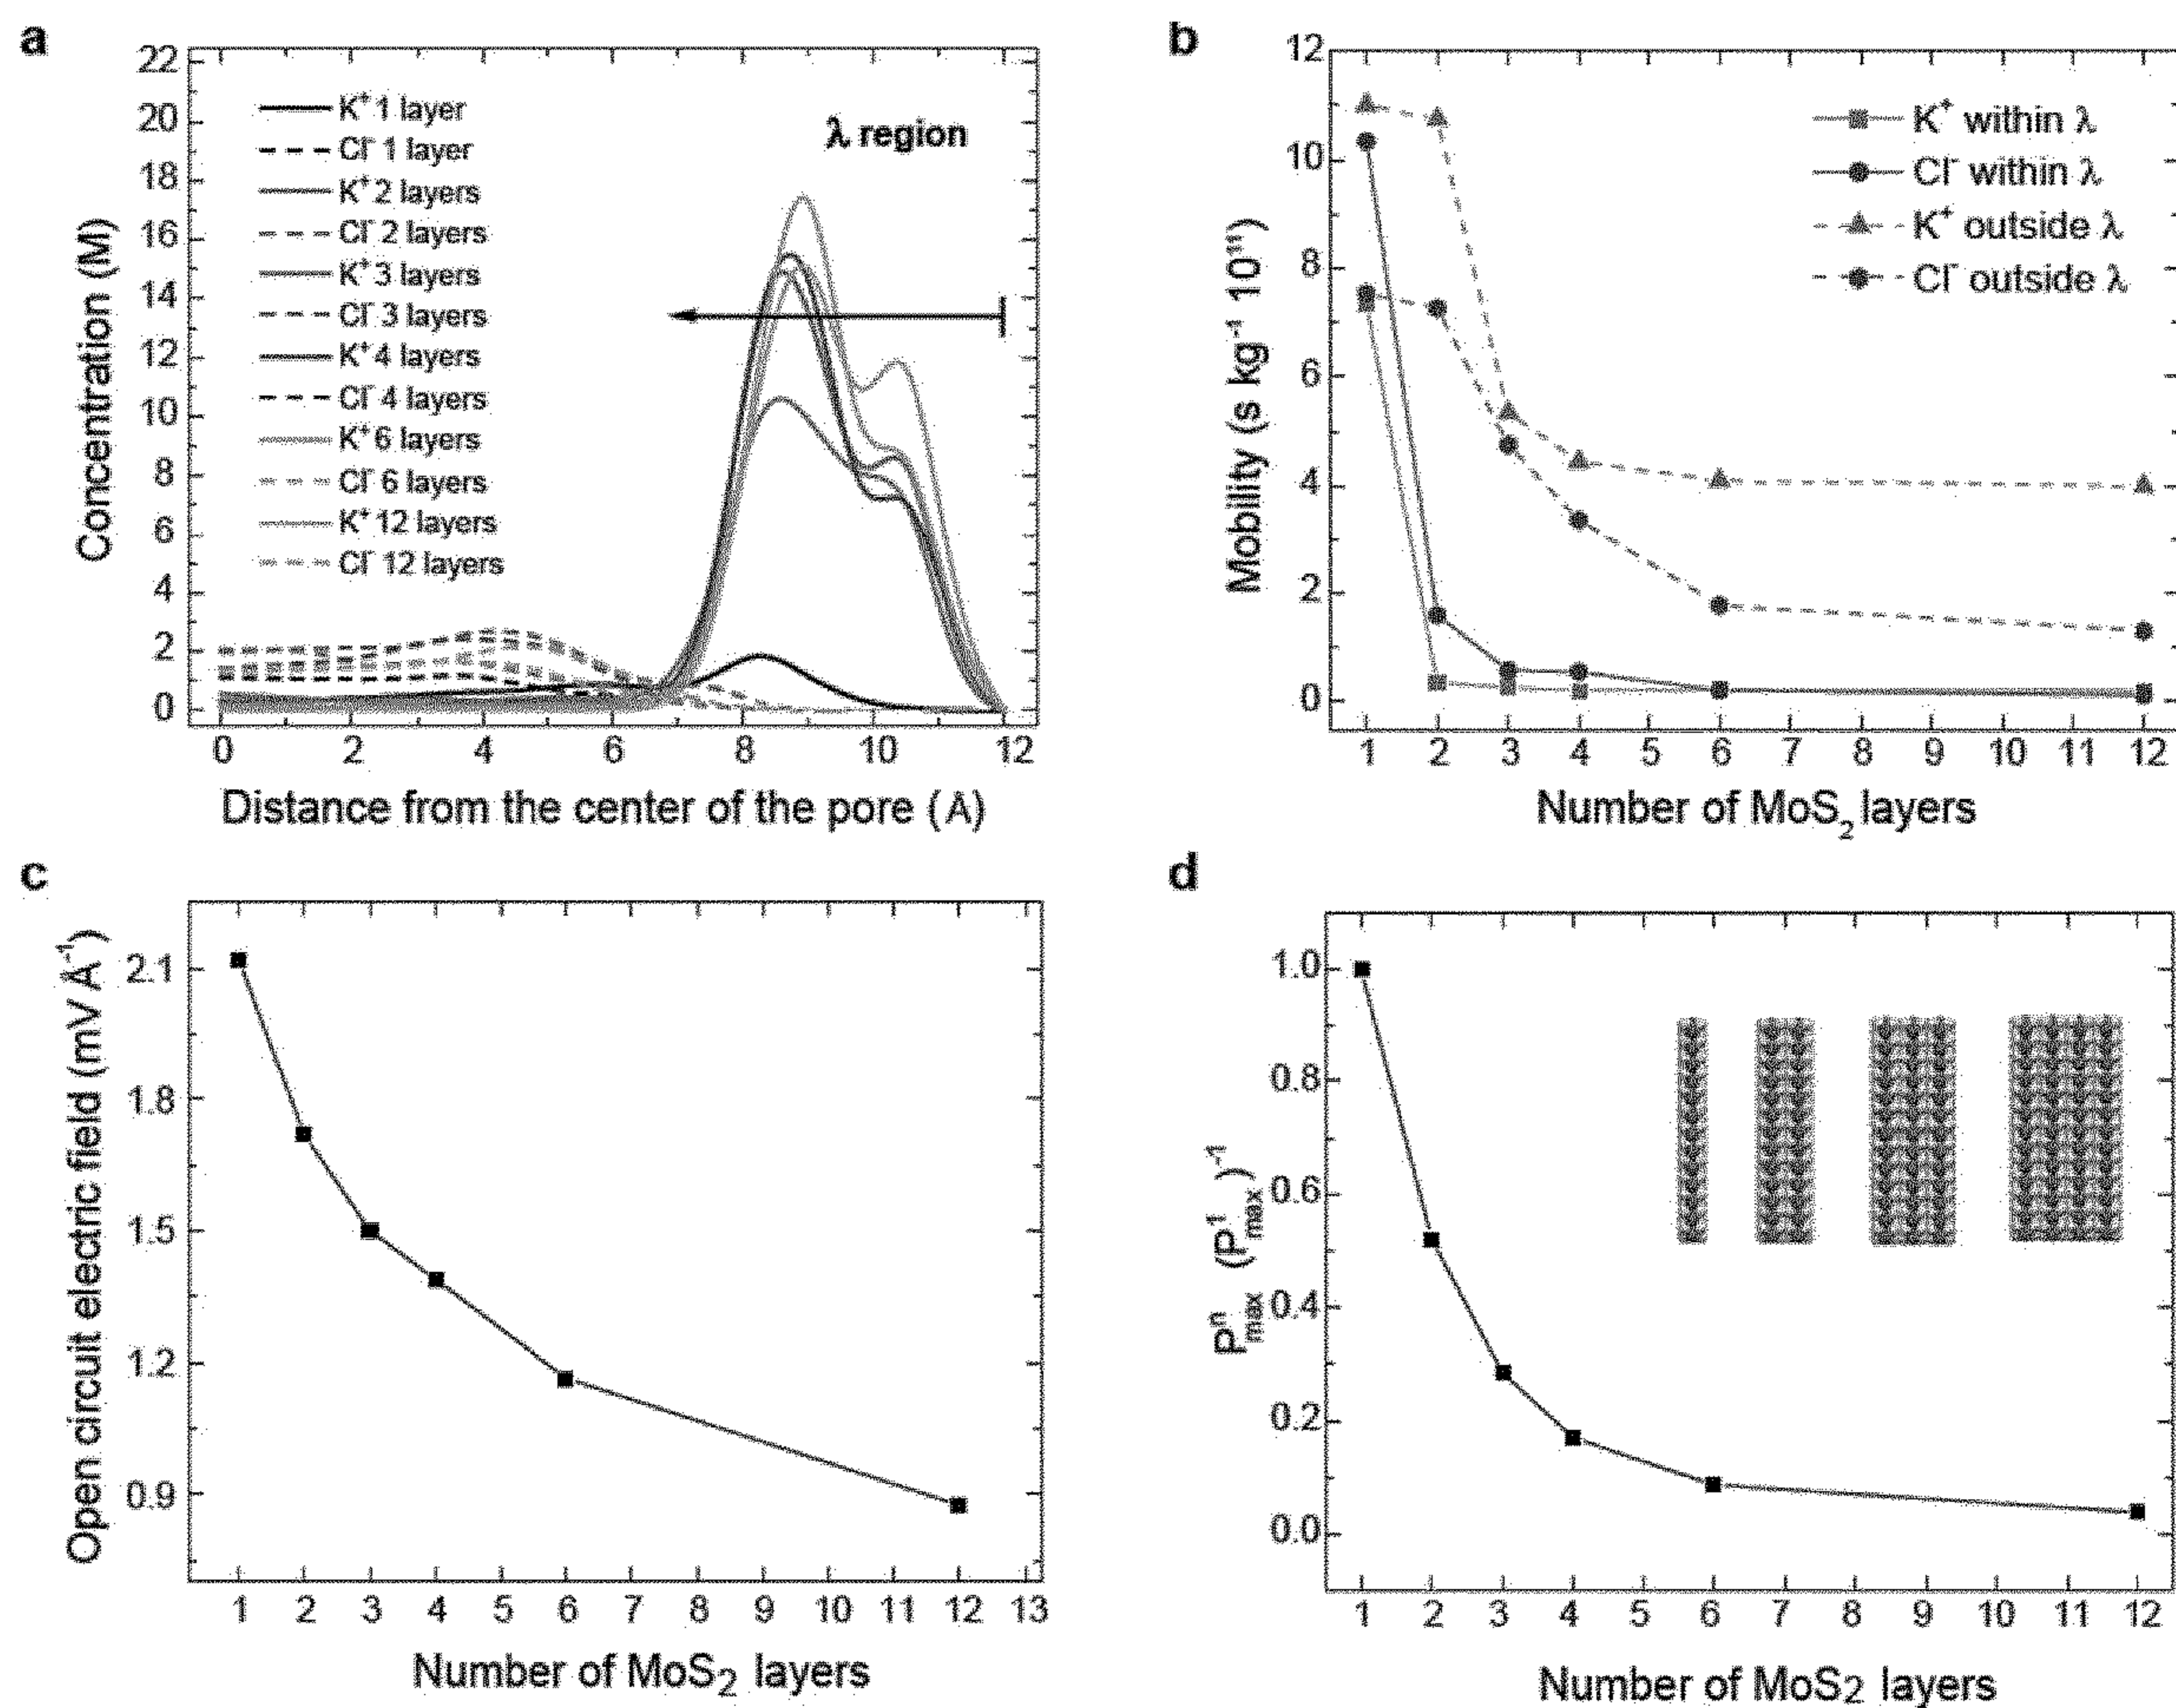 a
22
20
18
16
14
12
10
8
6
4
2
0
Concentration (M)
K⁺ 1 layer
Cl⁻ 1 layer
K⁺ 2 layers
Cl⁻ 2 layers
K⁺ 3 layers
Cl⁻ 3 layers
K⁺ 4 layers
Cl⁻ 4 layers
K⁺ 6 layers
Cl⁻ 6 layers
K⁺ 12 layers
Cl⁻ 12 layers
λ region
0 2 4 6 8 10 12
Distance from the center of the pore (Å)
b
12
10
8
6
4
2
0
Mobility (s kg⁻¹ 10¹¹)
K⁺ within λ
Cl⁻ within λ
K⁺ outside λ
Cl⁻ outside λ
1 2 3 4 5 6 7 8 9 10 11 12
Number of MoS₂ layers
c
2.1
1.8
1.5
1.2
0.9
Open circuit electric field (mV Å⁻¹)
1 2 3 4 5 6 7 8 9 10 11 12 13
Number of MoS₂ layers
d
1.0
0.8
0.6
0.4
0.2
0.0
Pⁿmax (P¹max)⁻¹
1 2 3 4 5 6 7 8 9 10 11 12
Number of MoS₂ layers